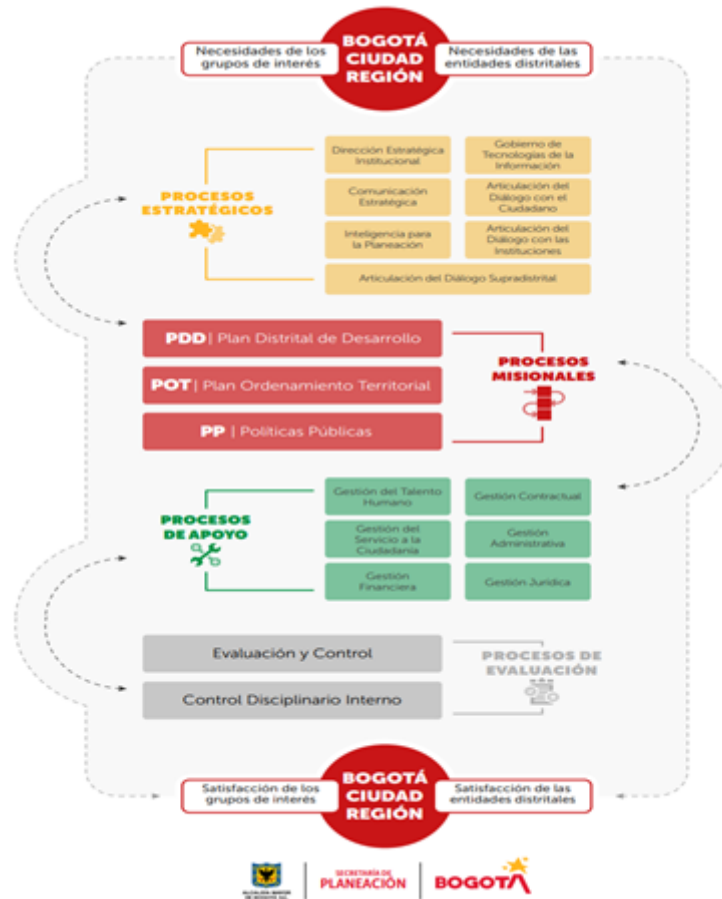 Necesidades de los
grupos de interés
BOGOTÁ
CIUDAD
REGIÓN
Necesidades de las
entidades distritales
PROCESOS
ESTRATÉGICOS
Dirección Estratégica
Institucional
Gobierno de
Tecnologías de la
Información
Comunicación
Estratégica
Articulación del
Diálogo con el
Ciudadano
Inteligencia para
la Planeación
Articulación del
Diálogo con las
Instituciones
Articulación del Diálogo Supradistrital
PDD | Plan Distrital de Desarrollo
POT | Plan Ordenamiento Territorial
PP | Políticas Públicas
PROCESOS
MISIONALES
PROCESOS
DE APOYO
Gestión del Talento
Humano
Gestión Contractual
Gestión del
Servicio a la
Ciudadanía
Gestión
Administrativa
Gestión
Financiera
Gestión Jurídica
Evaluación y Control
Control Disciplinario Interno
PROCESOS DE
EVALUACIÓN
Satisfacción de los
grupos de interés
BOGOTÁ
CIUDAD
REGIÓN
Satisfacción de las
entidades distritales
ALCALDÍA MAYOR
DE BOGOTÁ D.C.
SECRETARÍA DE
PLANEACIÓN
BOGOTÁ